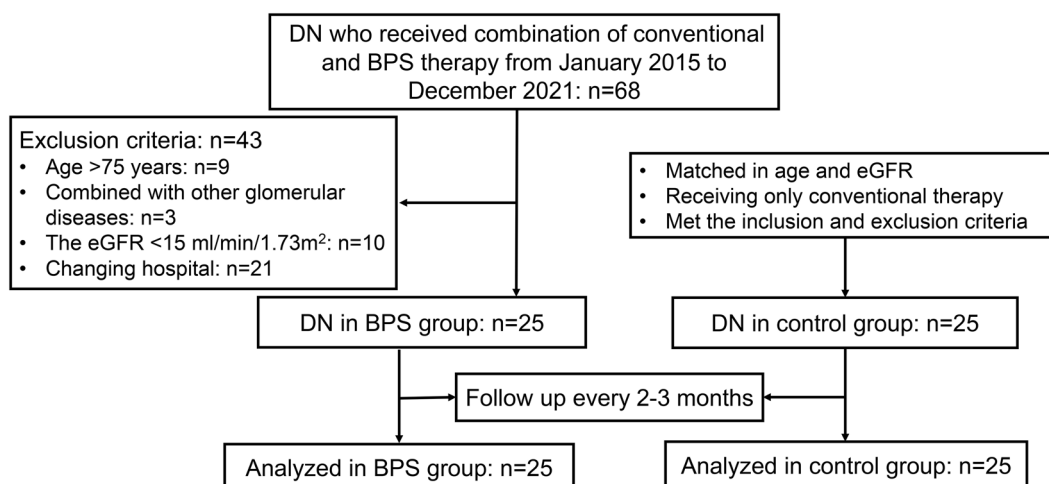 DN who received combination of conventional
and BPS therapy from January 2015 to
December 2021: n=68
Exclusion criteria: n=43
• Age >75 years: n=9
• Combined with other glomerular
diseases: n=3
• The eGFR <15 ml/min/1.73m²: n=10
• Changing hospital: n=21
• Matched in age and eGFR
• Receiving only conventional therapy
• Met the inclusion and exclusion criteria
DN in BPS group: n=25
DN in control group: n=25
Follow up every 2-3 months
Analyzed in BPS group: n=25
Analyzed in control group: n=25